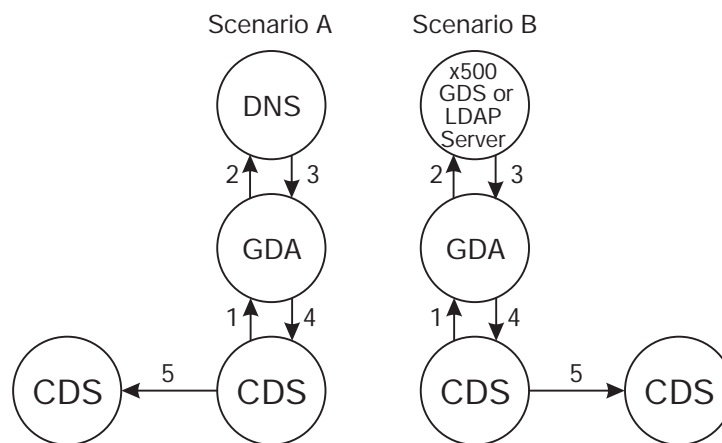 Scenario A
Scenario B
DNS
x500
GDS or
LDAP
Server
2
3
2
3
GDA
GDA
1
4
1
4
CDS
5
CDS
CDS
5
CDS